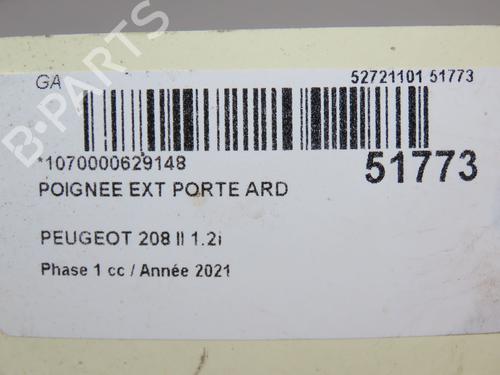 B-PARTS
GA
52721101 51773
*1070000629148
51773
POIGNEE EXT PORTE ARD
PEUGEOT 208 II 1.2i
Phase 1 cc / Année 2021